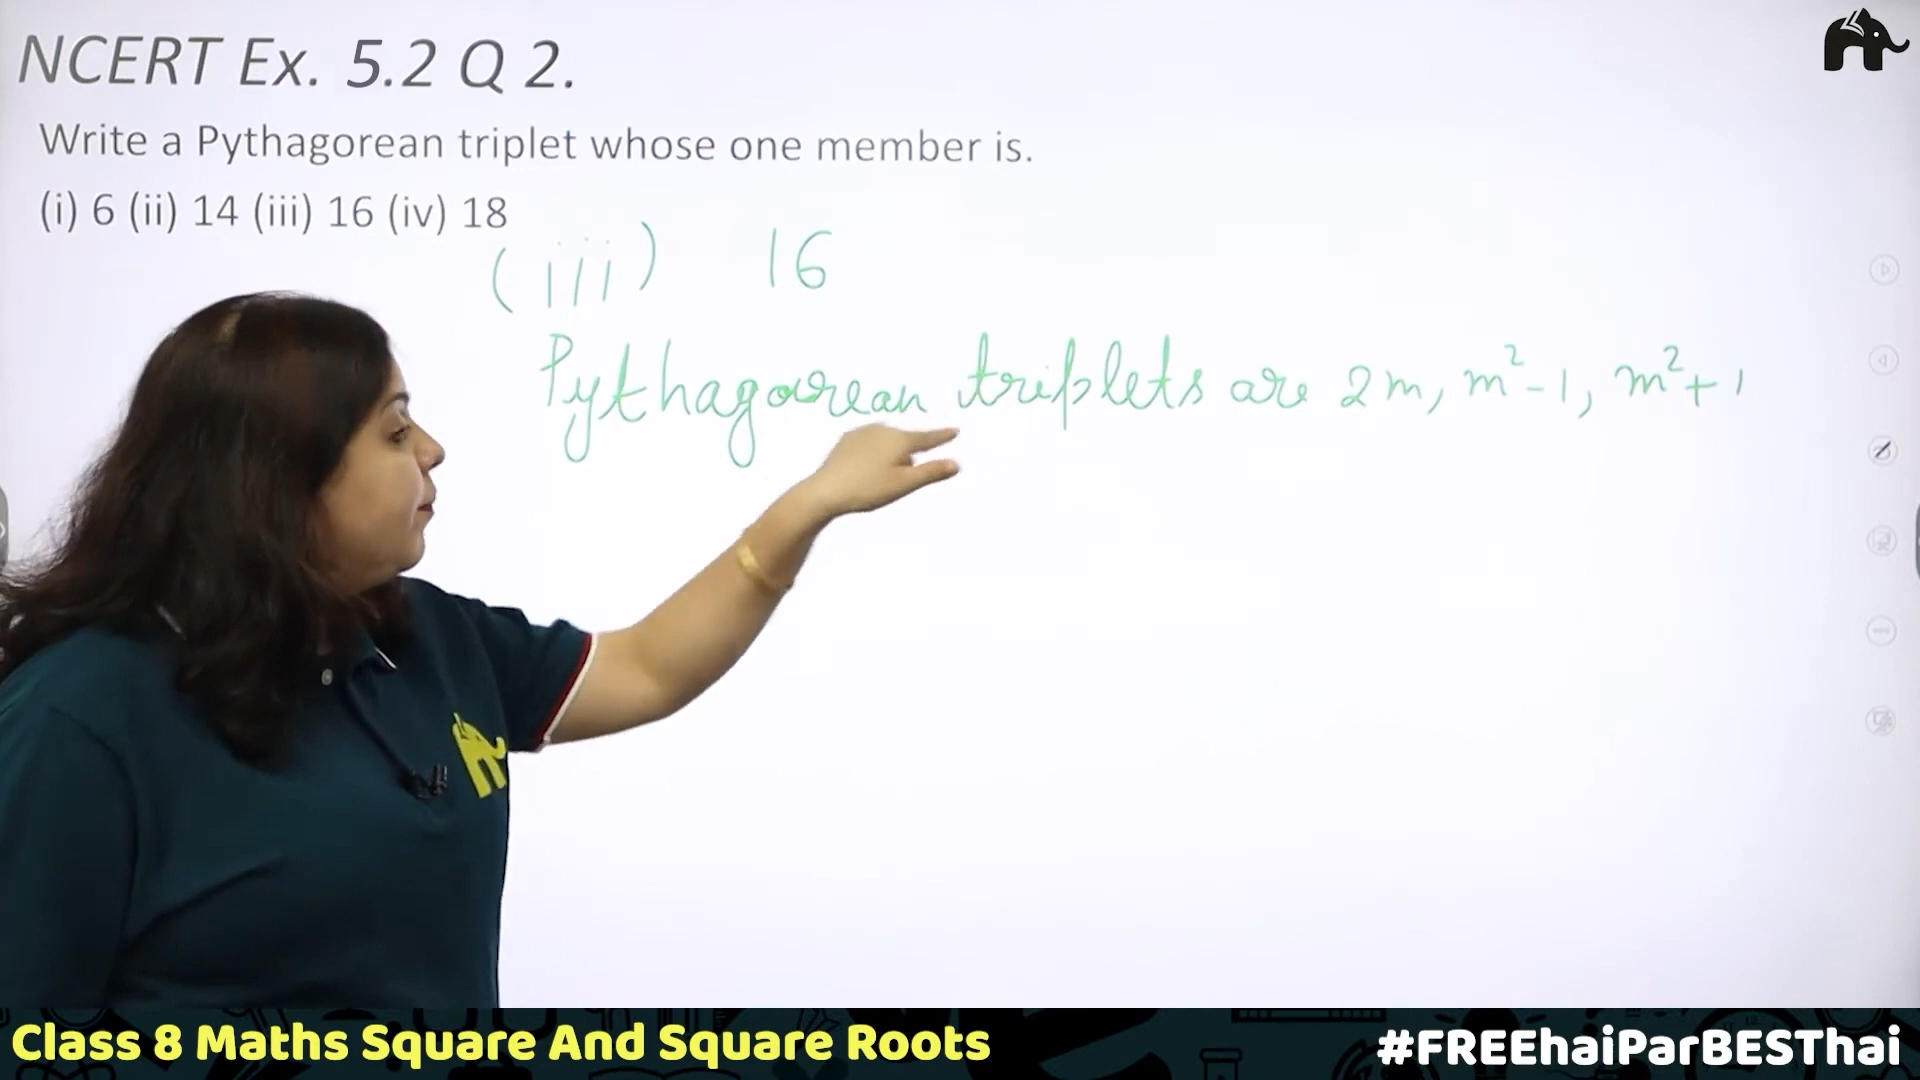 NCERT Ex. 5.2 Q 2.
Write a Pythagorean triplet whose one member is.
(i) 6 (ii) 14 (iii) 16 (iv) 18
(iii) 16
Pythagorean triplets are 2m, m²-1, m²+1
Class 8 Maths Square And Square Roots
#FREEhaiParBESThai